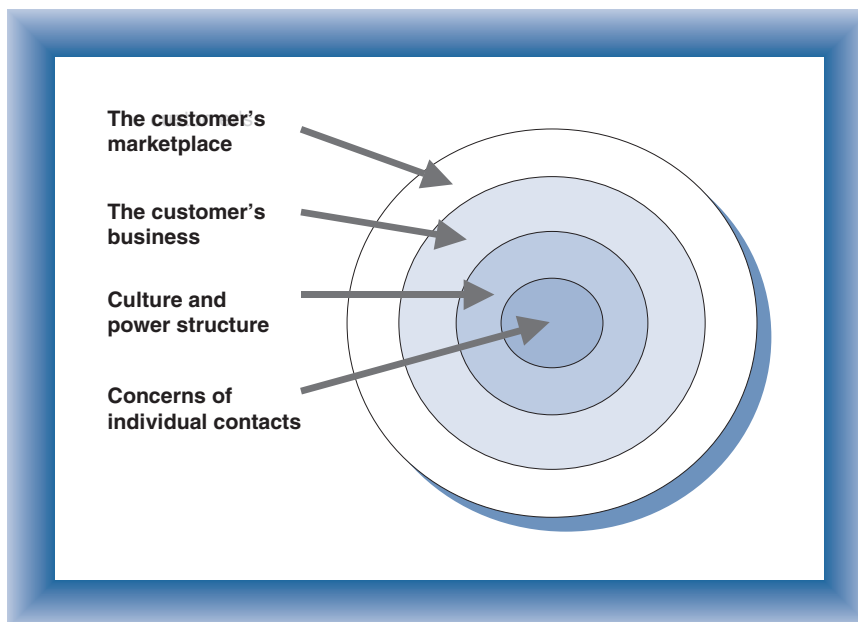 The customer's
marketplace
The customer's
business
Culture and
power structure
Concerns of
individual contacts